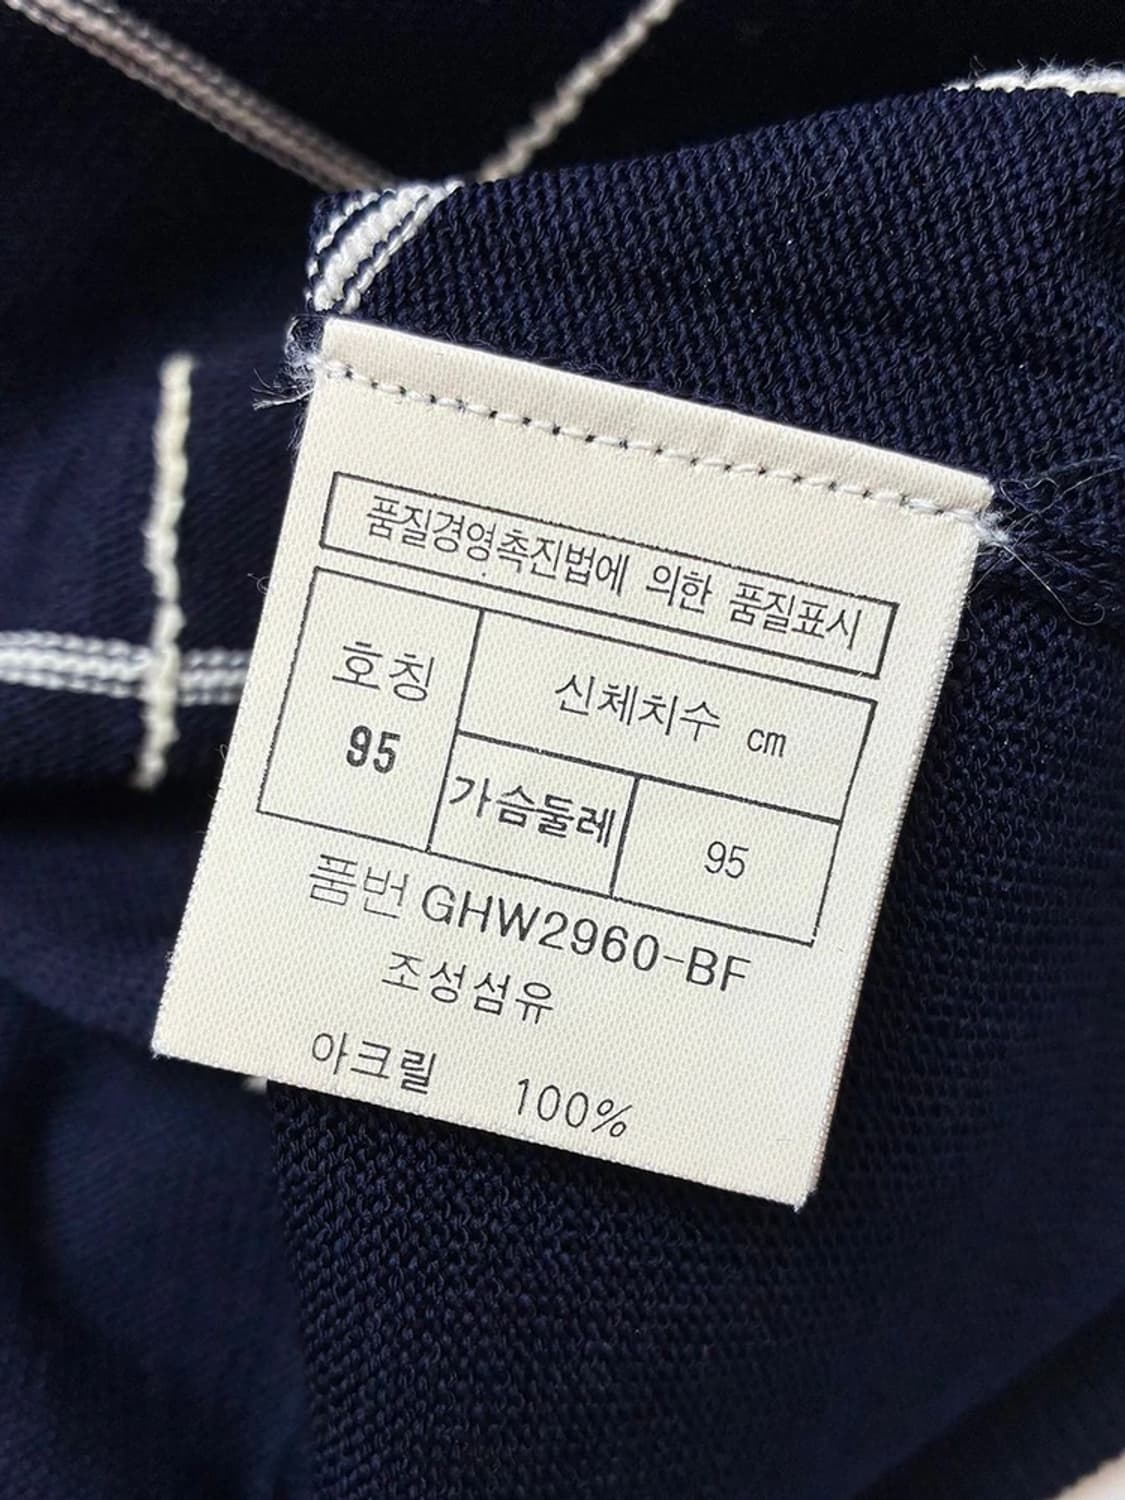 품질경영촉진법에 의한 품질표시
호칭
95
신체치수 cm
가슴둘레 95
품번 GHW2960-BF
조성섬유
아크릴 100%